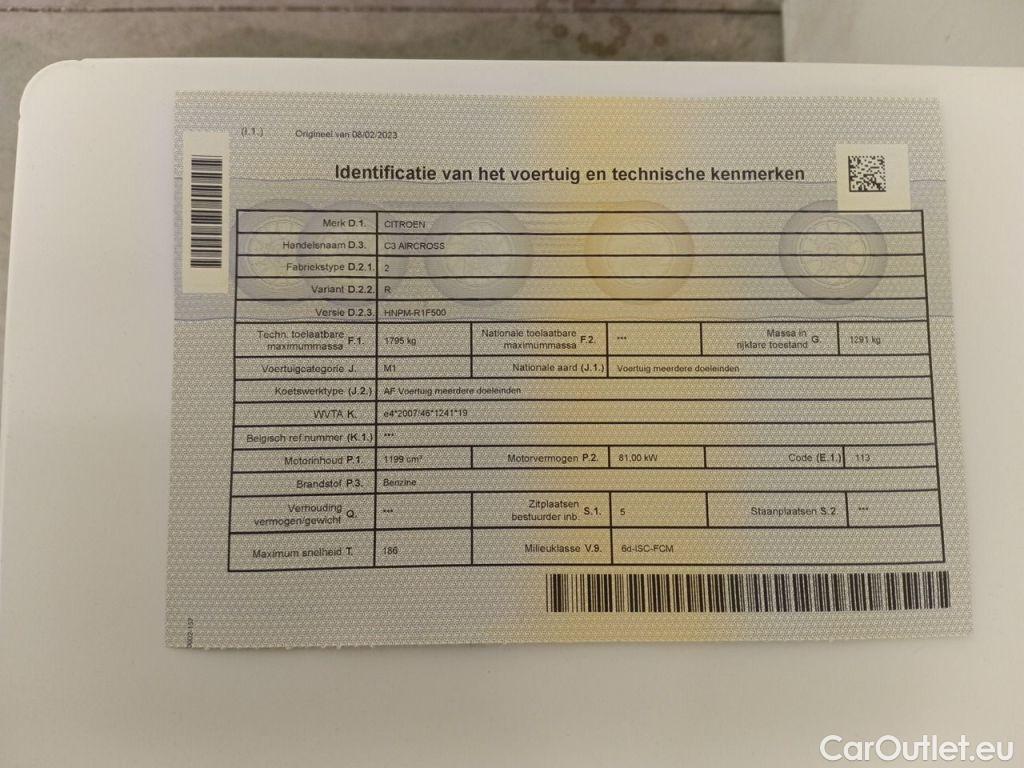 (I.1.) Origineel van 08/02/2023
Identificatie van het voertuig en technische kenmerken
Merk D.1. CITROEN
Handelsnaam D.3. C3 AIRCROSS
Fabriekstype D.2.1. 2
Variant D.2.2. R
Versie D.2.3. HNPM-R1F500
Techn. toelaatbare maximummassa F.1. 1795 kg Nationale toelaatbare maximummassa F.2. *** Massa in rijklare toestand G. 1291 kg
Voertuigcategorie J. M1 Nationale aard (J.1.) Voertuig meerdere doeleinden
Koetswerktype (J.2.) AF Voertuig meerdere doeleinden
WVTA K. e4*2007/46*1241*19
Belgisch ref.nummer (K.1.) ***
Motorinhoud P.1. 1199 cm³ Motorvermogen P.2. 81,00 kW Code (E.1.) 113
Brandstof P.3. Benzine
Verhouding vermogen/gewicht Q. *** Zitplaatsen bestuurder inb. S.1. 5 Staanplaatsen S.2. ***
Maximum snelheid T. 186 Milieuklasse V.9. 6d-ISC-FCM
CarOutlet.eu